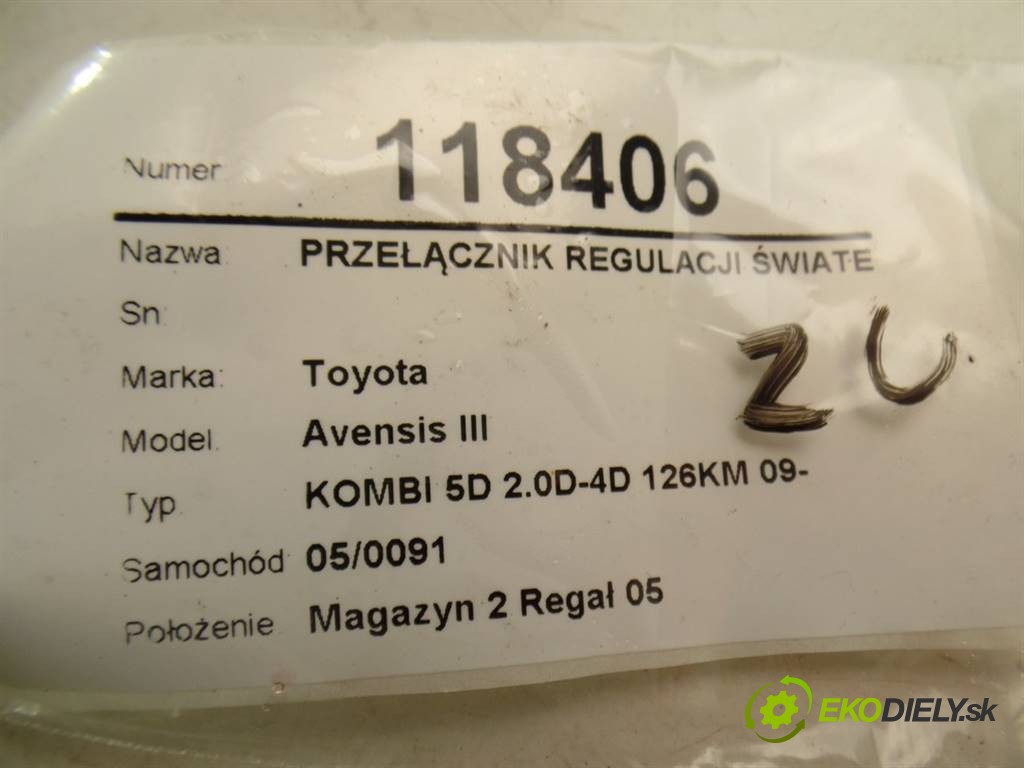 Numer 118406
Nazwa: PRZEŁĄCZNIK REGULACJI ŚWIATE
Sn:
Marka: Toyota
Model. Avensis III
Typ KOMBI 5D 2.0D-4D 126KM 09-
Samochód 05/0091
Położenie Magazyn 2 Regał 05
EKODIELY.sk